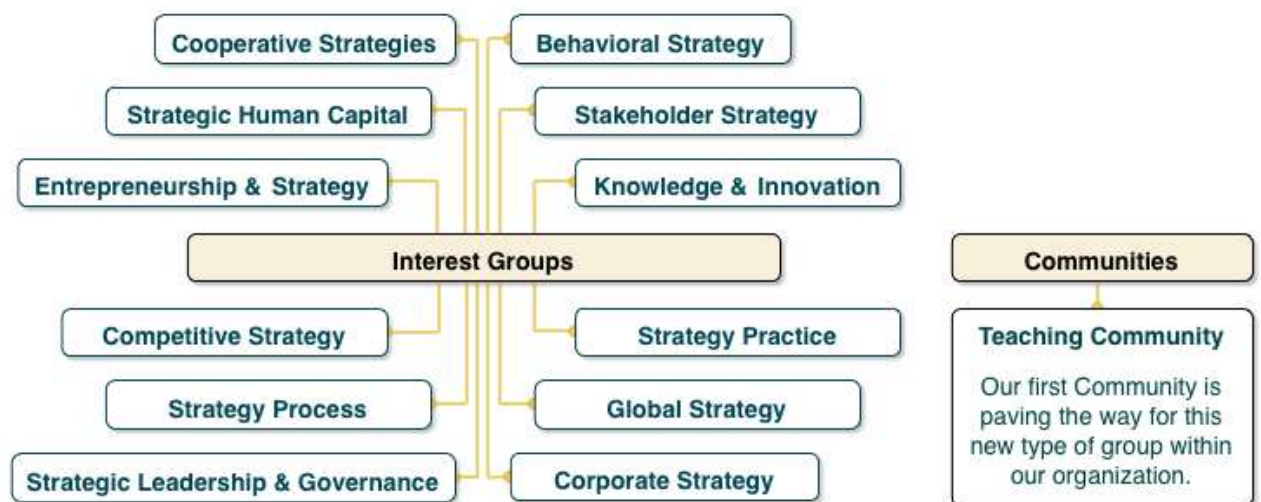 Cooperative Strategies
Behavioral Strategy
Strategic Human Capital
Stakeholder Strategy
Entrepreneurship & Strategy
Knowledge & Innovation
Interest Groups
Communities
Competitive Strategy
Strategy Practice
Strategy Process
Global Strategy
Strategic Leadership & Governance
Corporate Strategy
Teaching Community
Our first Community is
paving the way for this
new type of group within
our organization.